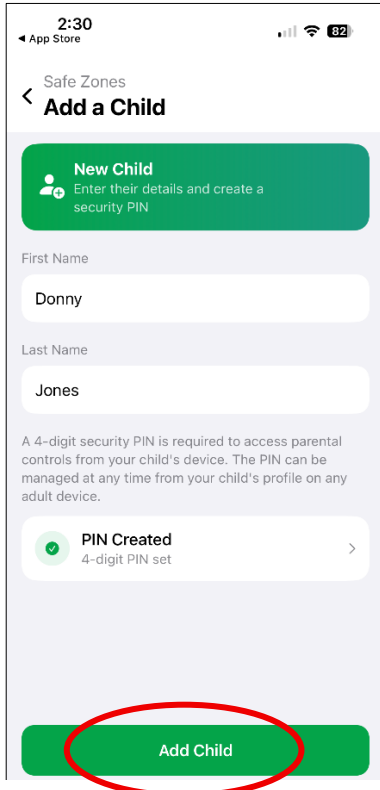 2:30
◀ App Store
82
Safe Zones
Add a Child
New Child
Enter their details and create a
security PIN
First Name
Donny
Last Name
Jones
A 4-digit security PIN is required to access parental
controls from your child's device. The PIN can be
managed at any time from your child's profile on any
adult device.
PIN Created
4-digit PIN set
Add Child